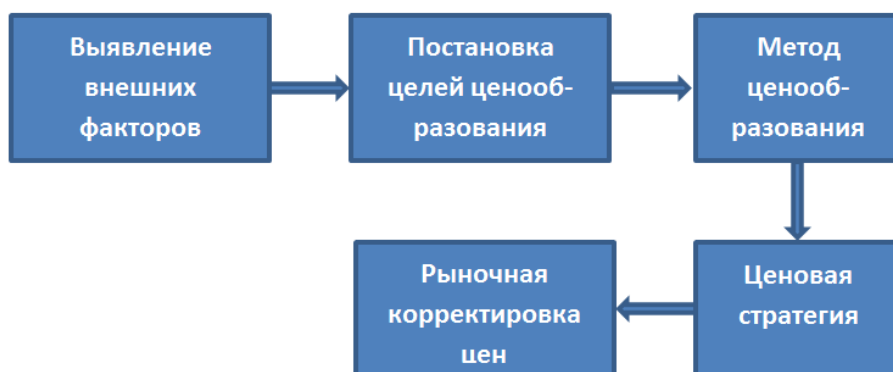 Выявление
внешних
факторов
Постановка
целей ценооб-
разования
Метод
ценооб-
разования
Ценовая
стратегия
Рыночная
корректировка
цен